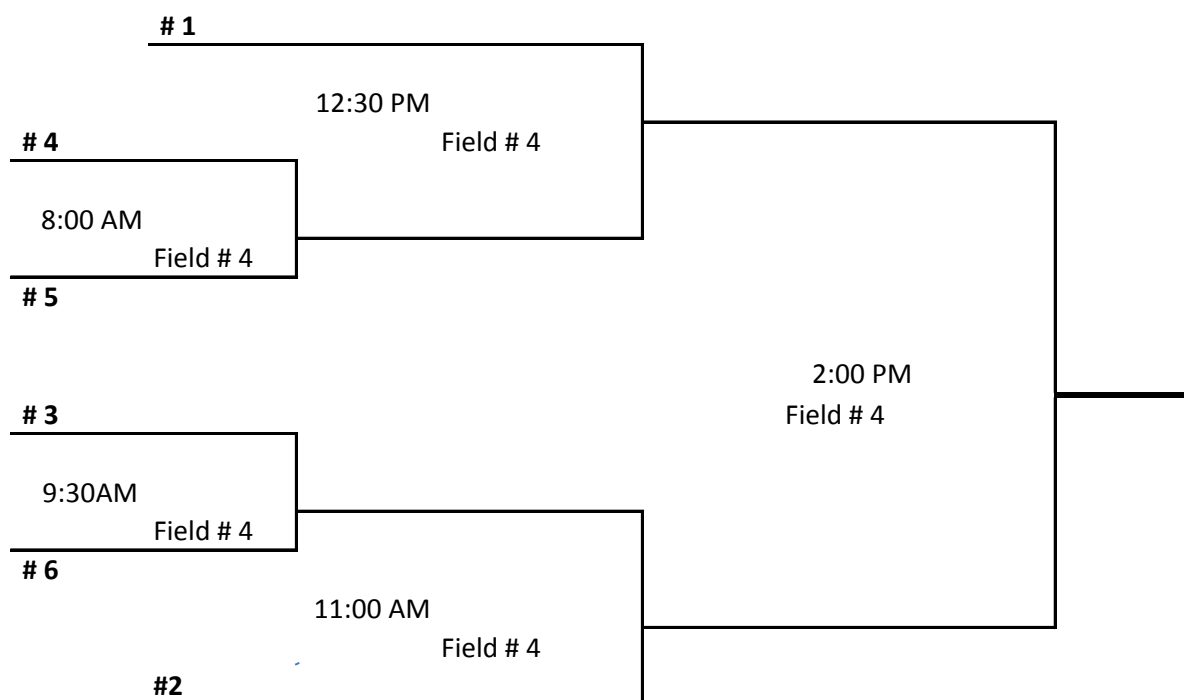 # 1
12:30 PM
Field # 4
# 4
8:00 AM
Field # 4
# 5
2:00 PM
Field # 4
# 3
9:30AM
Field # 4
# 6
11:00 AM
Field # 4
#2